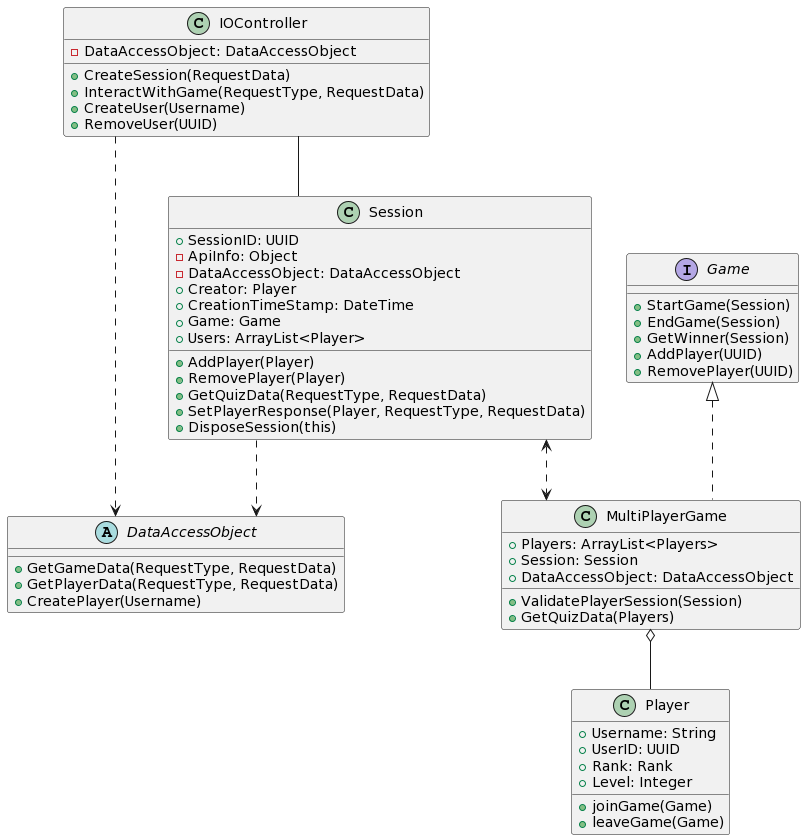 C IOController
DataAccessObject: DataAccessObject
CreateSession(RequestData)
InteractWithGame(RequestType, RequestData)
CreateUser(Username)
RemoveUser(UUID)
C Session
SessionID: UUID
ApiInfo: Object
DataAccessObject: DataAccessObject
Creator: Player
CreationTimeStamp: DateTime
Game: Game
Users: ArrayList<Player>
AddPlayer(Player)
RemovePlayer(Player)
GetQuizData(RequestType, RequestData)
SetPlayerResponse(Player, RequestType, RequestData)
DisposeSession(this)
I Game
StartGame(Session)
EndGame(Session)
GetWinner(Session)
AddPlayer(UUID)
RemovePlayer(UUID)
A DataAccessObject
GetGameData(RequestType, RequestData)
GetPlayerData(RequestType, RequestData)
CreatePlayer(Username)
C MultiPlayerGame
Players: ArrayList<Players>
Session: Session
DataAccessObject: DataAccessObject
ValidatePlayerSession(Session)
GetQuizData(Players)
C Player
Username: String
UserID: UUID
Rank: Rank
Level: Integer
joinGame(Game)
leaveGame(Game)